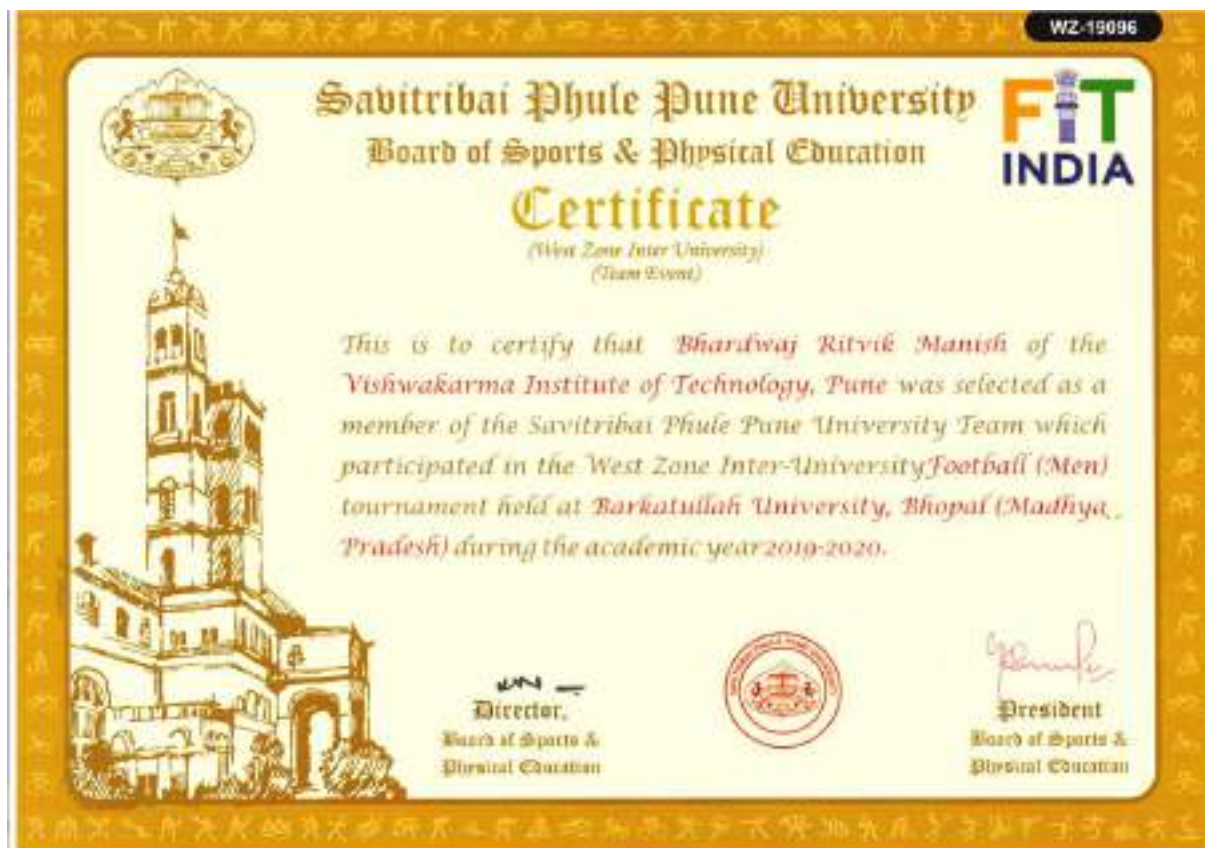 WZ-19096
Savitribai Phule Pune University
FIT
INDIA
Board of Sports & Physical Education
Certificate
(West Zone Inter University)
(Team Event)
This is to certify that Bhardwaj Ritvik Manish of the
Vishwakarma Institute of Technology, Pune was selected as a
member of the Savitribai Phule Pune University Team which
participated in the West Zone Inter-University Football (Men)
tournament held at Barkatullah University, Bhopal (Madhya
Pradesh) during the academic year 2019-2020.
Director,
Board of Sports &
Physical Education
President
Board of Sports &
Physical Education